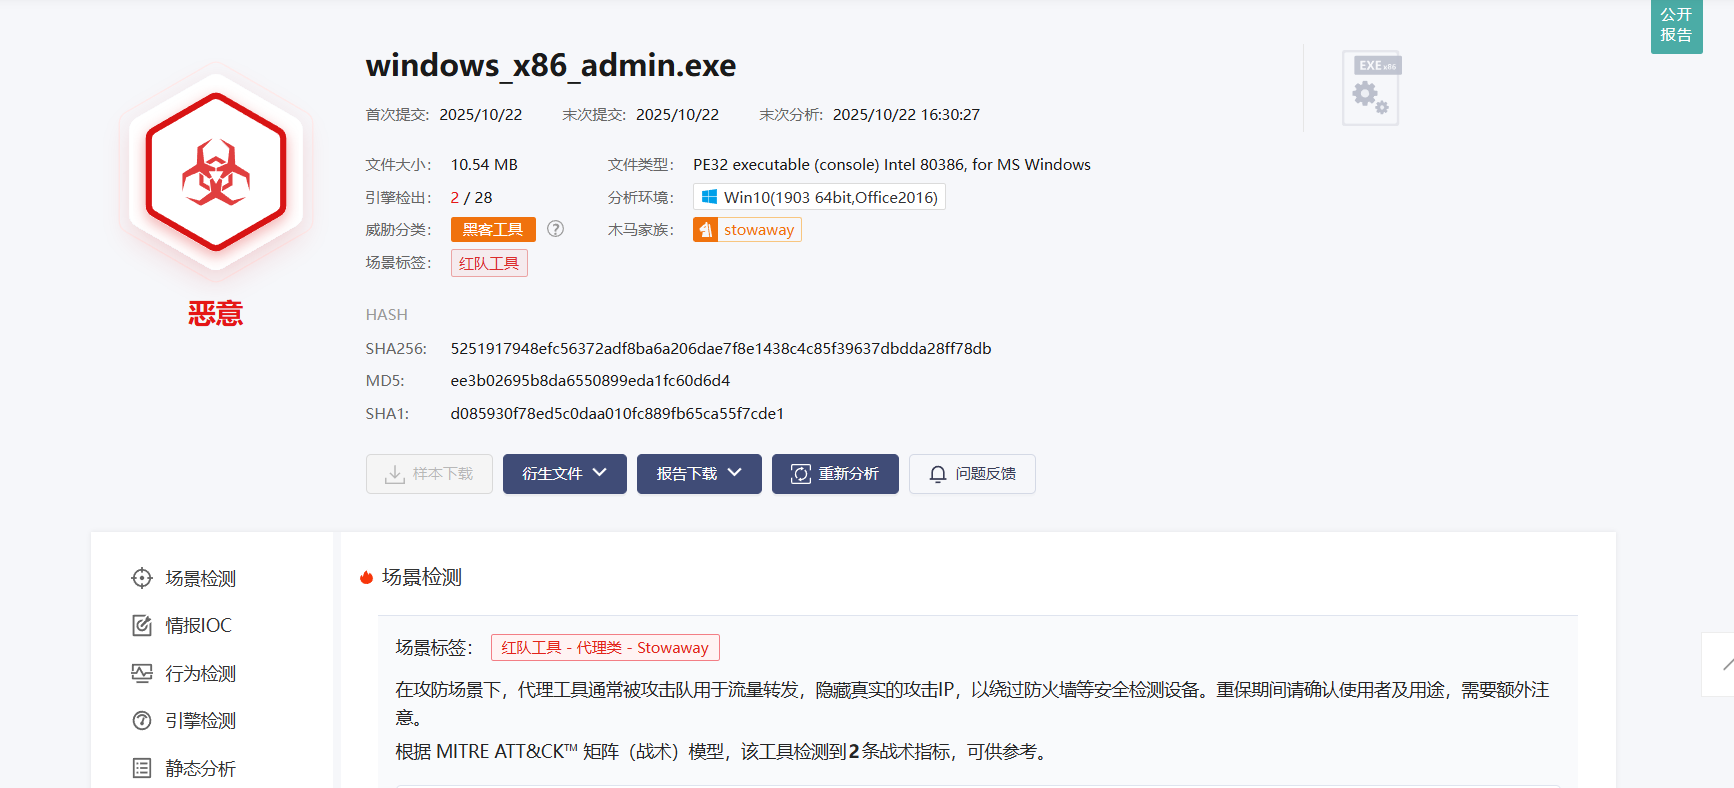 公开
报告
windows_x86_admin.exe
EXE x86
首次提交: 2025/10/22 末次提交: 2025/10/22 末次分析: 2025/10/22 16:30:27
文件大小: 10.54 MB 文件类型: PE32 executable (console) Intel 80386, for MS Windows
引擎检出: 2 / 28 分析环境: Win10(1903 64bit,Office2016)
威胁分类: 黑客工具 ? 木马家族: stowaway
场景标签: 红队工具
恶意
HASH
SHA256: 5251917948efc56372adf8ba6a206dae7f8e1438c4c85f39637dbdda28ff78db
MD5: ee3b02695b8da6550899eda1fc60d6d4
SHA1: d085930f78ed5c0daa010fc889fb65ca55f7cde1
样本下载 衍生文件 报告下载 重新分析 问题反馈
场景检测
情报IOC
行为检测
引擎检测
静态分析
场景检测
场景标签: 红队工具 - 代理类 - Stowaway
在攻防场景下，代理工具通常被攻击队用于流量转发，隐藏真实的攻击IP，以绕过防火墙等安全检测设备。重保期间请确认使用者及用途，需要额外注
意。
根据 MITRE ATT&CK™ 矩阵（战术）模型，该工具检测到2条战术指标，可供参考。